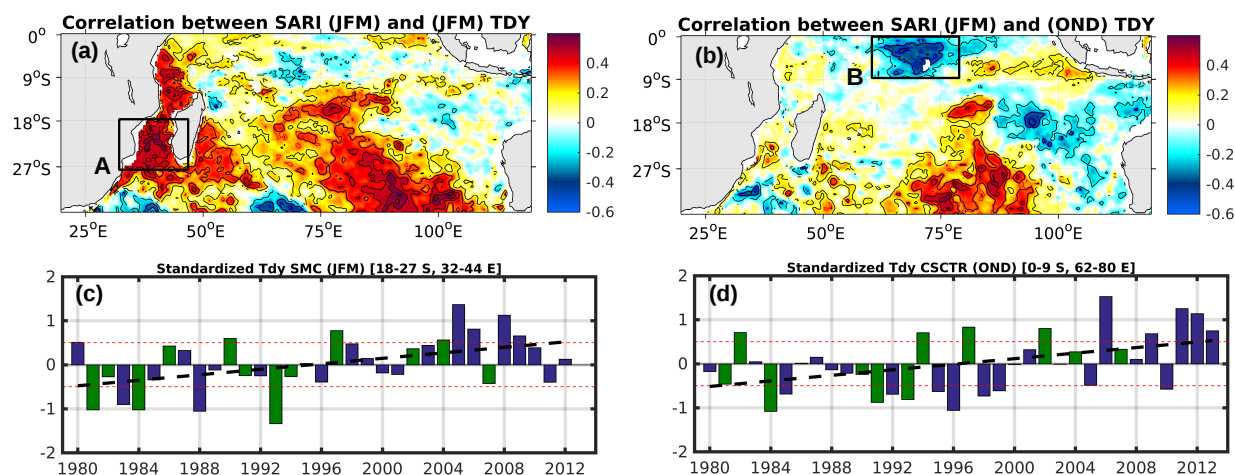 Correlation between SARI (JFM) and (JFM) TDY
(a)
0°
9°S
18°S
27°S
A
25°E
50°E
75°E
100°E
0.4
0.2
0
-0.2
-0.4
-0.6
Correlation between SARI (JFM) and (OND) TDY
(b)
0°
9°S
18°S
27°S
B
25°E
50°E
75°E
100°E
0.4
0.2
0
-0.2
-0.4
-0.6
Standardized Tdy SMC (JFM) [18-27 S, 32-44 E]
(c)
2
1
0
-1
-2
1980 1984 1988 1992 1996 2000 2004 2008 2012
Standardized Tdy CSCTR (OND) [0-9 S, 62-80 E]
(d)
2
1
0
-1
-2
1980 1984 1988 1992 1996 2000 2004 2008 2012